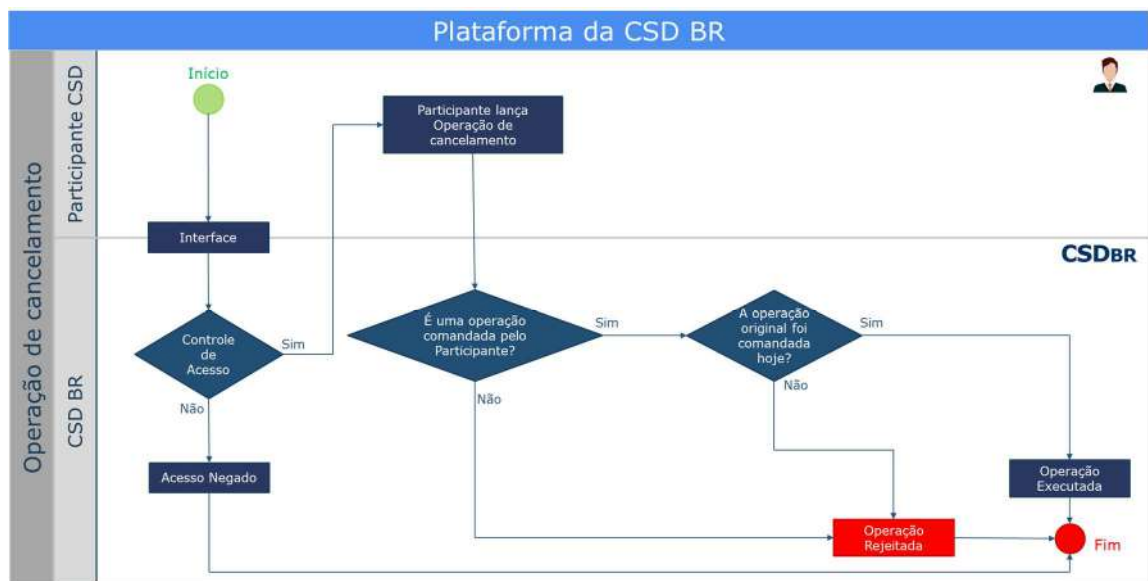 Plataforma da CSD BR
Operação de cancelamento
Participante CSD
CSD BR
Início
Participante lança
Operação de
cancelamento
Interface
CSDBR
Controle
de
Acesso
Sim
É uma operação
comandada pelo
Participante?
Sim
A operação
original foi
comandada
hoje?
Sim
Não
Não
Não
Acesso Negado
Operação
Executada
Operação
Rejeitada
Fim